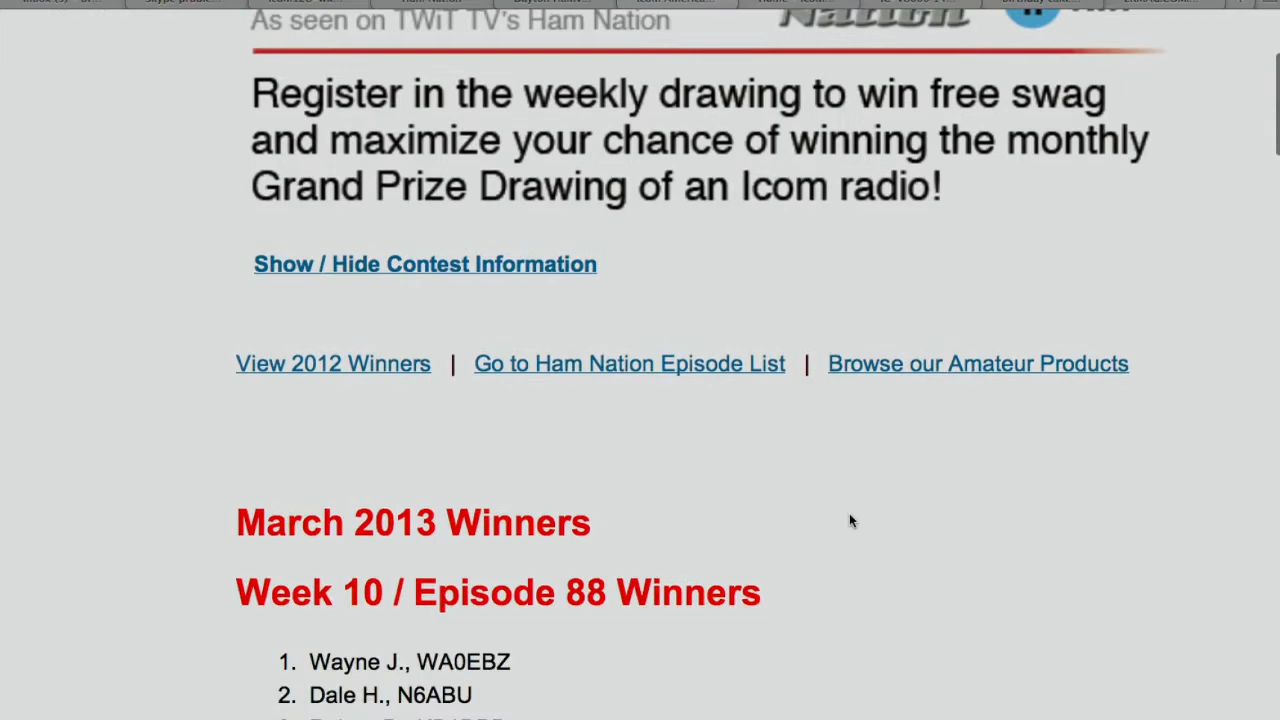 As seen on TWiT TV's Ham Nation
Nation
Register in the weekly drawing to win free swag
and maximize your chance of winning the monthly
Grand Prize Drawing of an Icom radio!
Show / Hide Contest Information
View 2012 Winners | Go to Ham Nation Episode List | Browse our Amateur Products
March 2013 Winners
Week 10 / Episode 88 Winners
1. Wayne J., WA0EBZ
2. Dale H., N6ABU